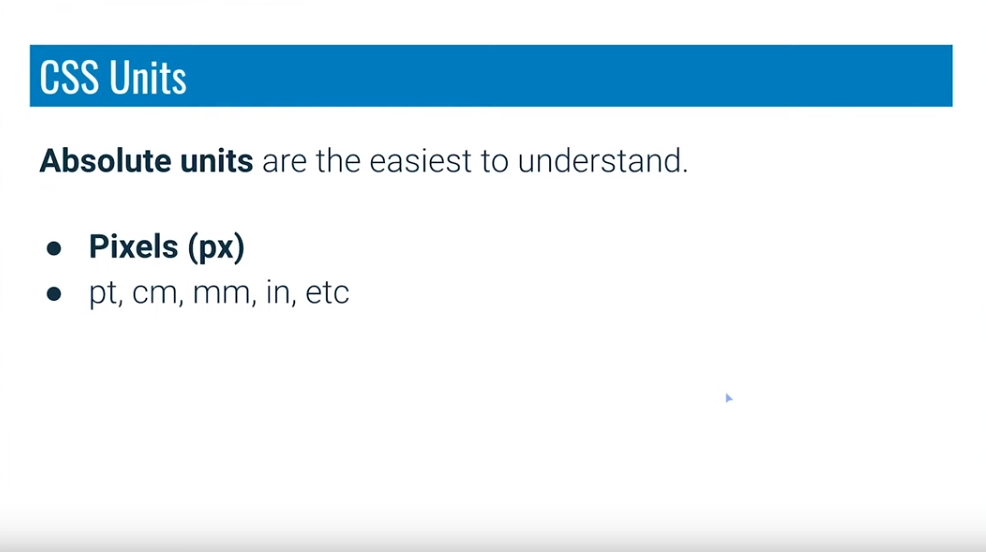 CSS Units
Absolute units are the easiest to understand.
● Pixels (px)
● pt, cm, mm, in, etc